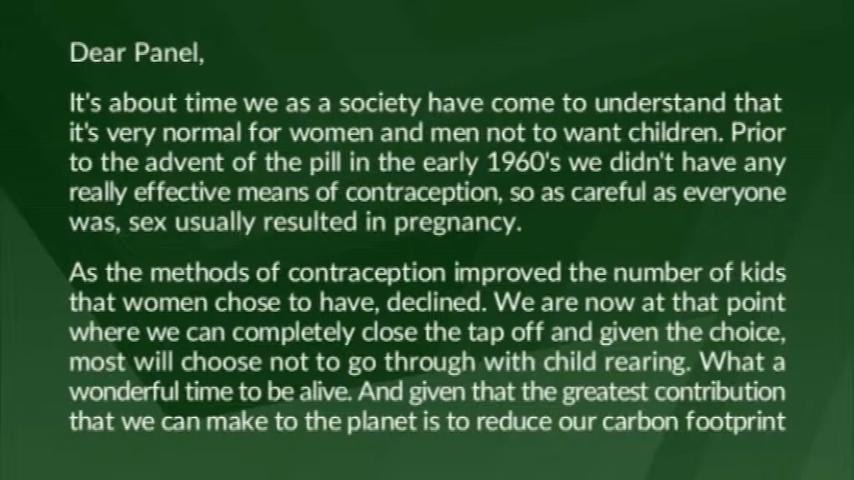 Dear Panel,
It's about time we as a society have come to understand that
it's very normal for women and men not to want children. Prior
to the advent of the pill in the early 1960's we didn't have any
really effective means of contraception, so as careful as everyone
was, sex usually resulted in pregnancy.
As the methods of contraception improved the number of kids
that women chose to have, declined. We are now at that point
where we can completely close the tap off and given the choice,
most will choose not to go through with child rearing. What a
wonderful time to be alive. And given that the greatest contribution
that we can make to the planet is to reduce our carbon footprint